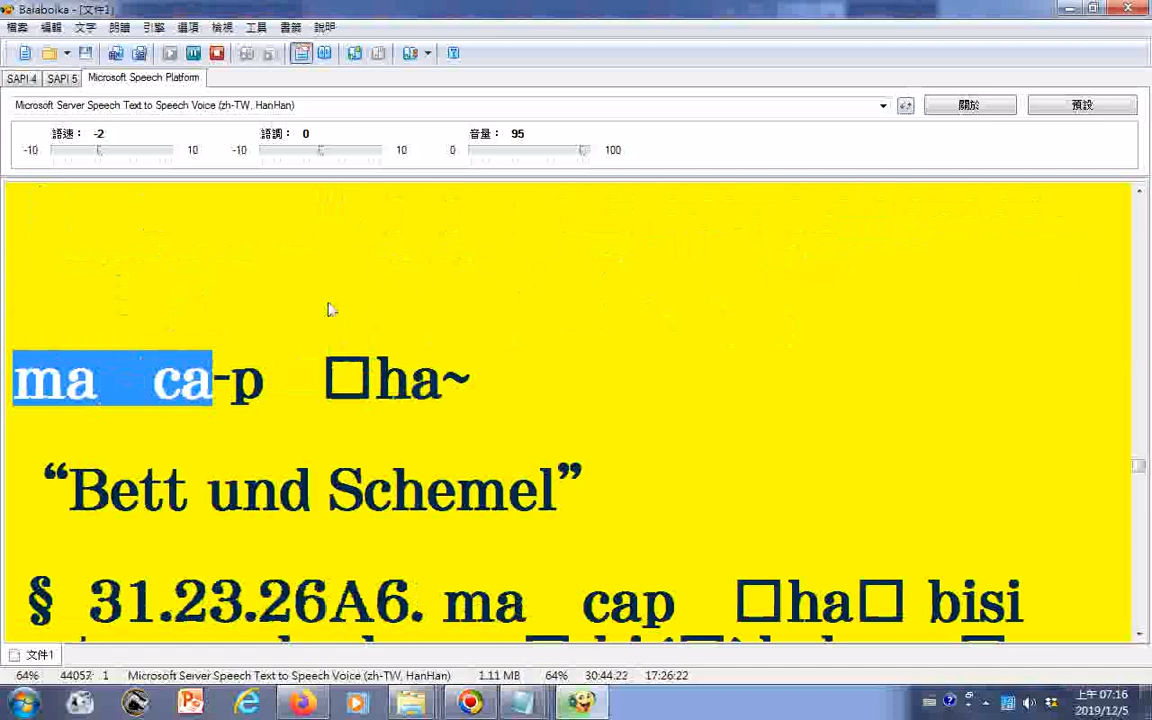 Balabolka - [文件1]
檔案 編輯 文字 朗讀 引擎 選項 檢視 工具 書籤 說明
SAPI 4 SAPI 5 Microsoft Speech Platform
Microsoft Server Speech Text to Speech Voice (zh-TW, HanHan)
關於 預設
語速： -2 語調： 0 音量： 95
-10 10 -10 10 0 100
ma ca-p □ha~
“Bett und Schemel”
§ 31.23.26A6. ma cap □ha□ bisi
文件1
64% 44057: 1 Microsoft Server Speech Text to Speech Voice (zh-TW, HanHan) 1.11 MB 64% 30:44.22 17:26:22
上午 07:16
2019/12/5